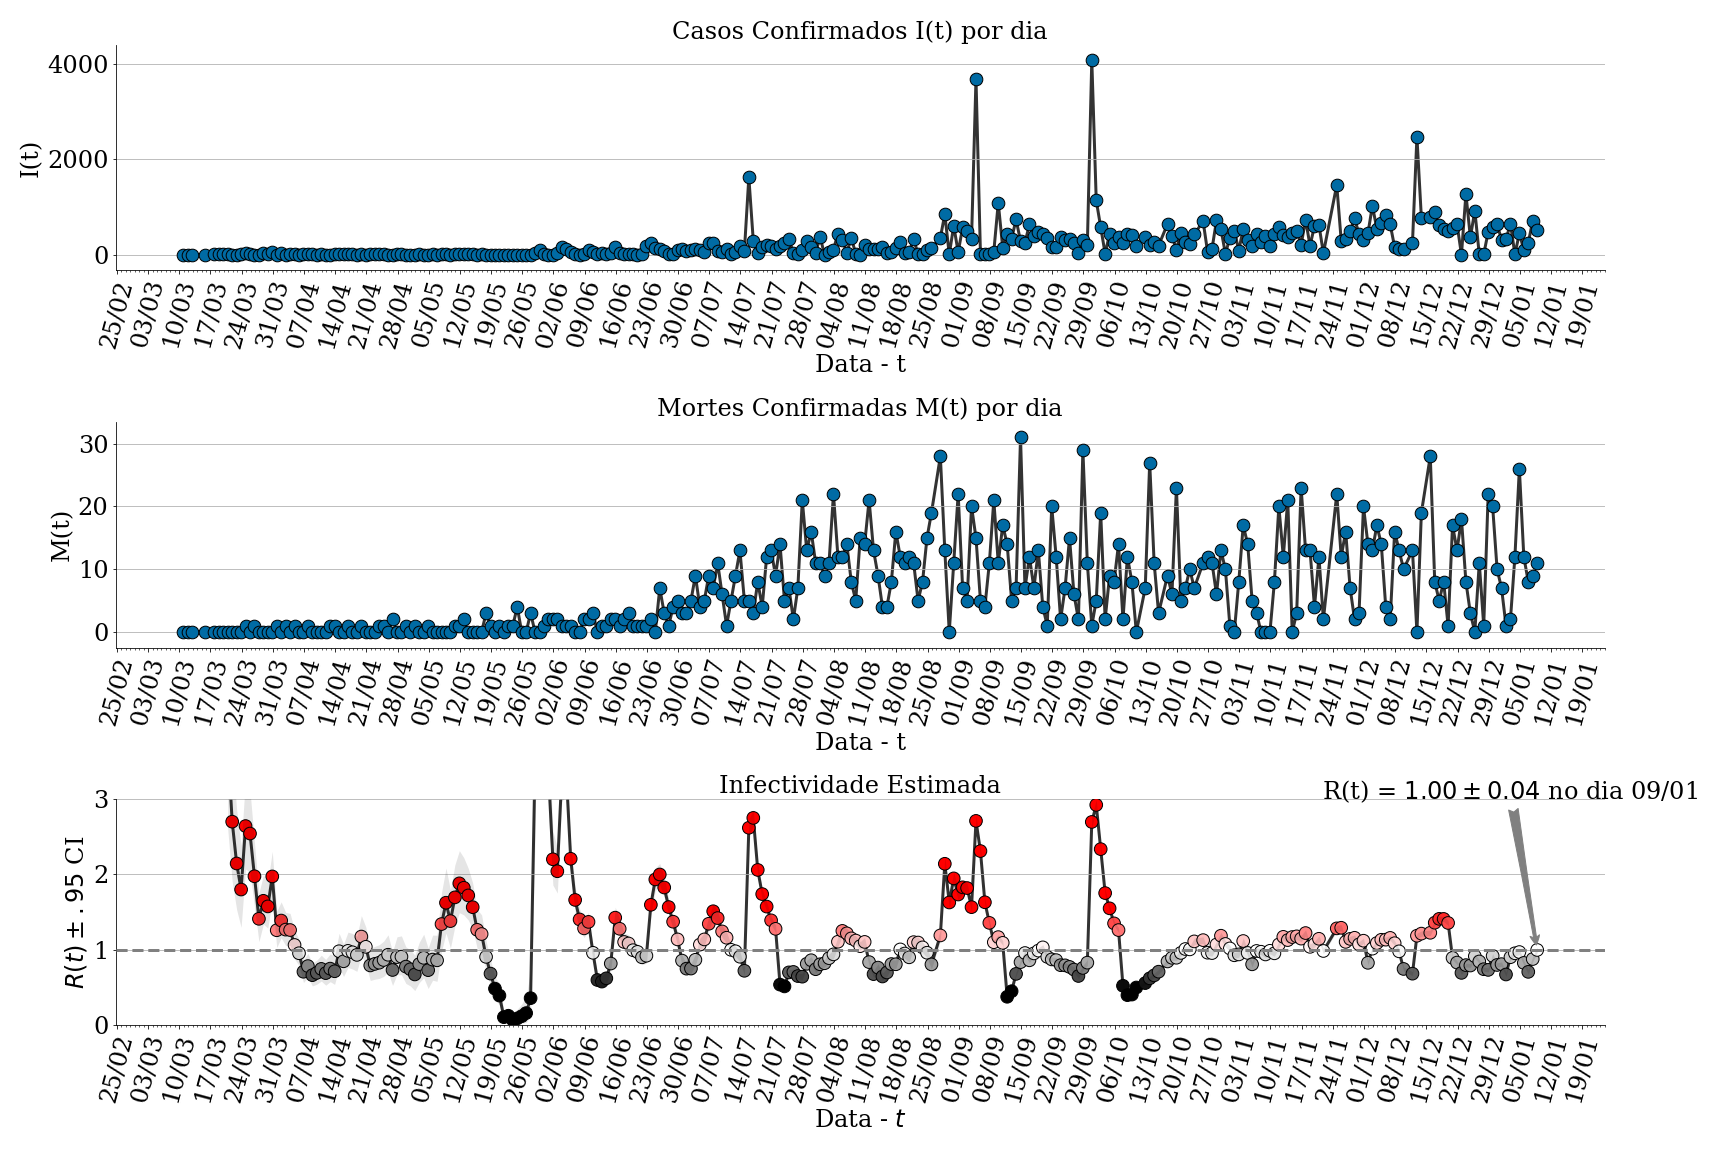 Casos Confirmados I(t) por dia
I(t)
4000
2000
0
25/02 03/03 10/03 17/03 24/03 31/03 07/04 14/04 21/04 28/04 05/05 12/05 19/05 26/05 02/06 09/06 16/06 23/06 30/06 07/07 14/07 21/07 28/07 04/08 11/08 18/08 25/08 01/09 08/09 15/09 22/09 29/09 06/10 13/10 20/10 27/10 03/11 10/11 17/11 24/11 01/12 08/12 15/12 22/12 29/12 05/01 12/01 19/01
Data - t
Mortes Confirmadas M(t) por dia
M(t)
30
20
10
0
25/02 03/03 10/03 17/03 24/03 31/03 07/04 14/04 21/04 28/04 05/05 12/05 19/05 26/05 02/06 09/06 16/06 23/06 30/06 07/07 14/07 21/07 28/07 04/08 11/08 18/08 25/08 01/09 08/09 15/09 22/09 29/09 06/10 13/10 20/10 27/10 03/11 10/11 17/11 24/11 01/12 08/12 15/12 22/12 29/12 05/01 12/01 19/01
Data - t
Infectividade Estimada
R(t) = 1.00 ± 0.04 no dia 09/01
R(t) ± .95 CI
3
2
1
0
25/02 03/03 10/03 17/03 24/03 31/03 07/04 14/04 21/04 28/04 05/05 12/05 19/05 26/05 02/06 09/06 16/06 23/06 30/06 07/07 14/07 21/07 28/07 04/08 11/08 18/08 25/08 01/09 08/09 15/09 22/09 29/09 06/10 13/10 20/10 27/10 03/11 10/11 17/11 24/11 01/12 08/12 15/12 22/12 29/12 05/01 12/01 19/01
Data - t